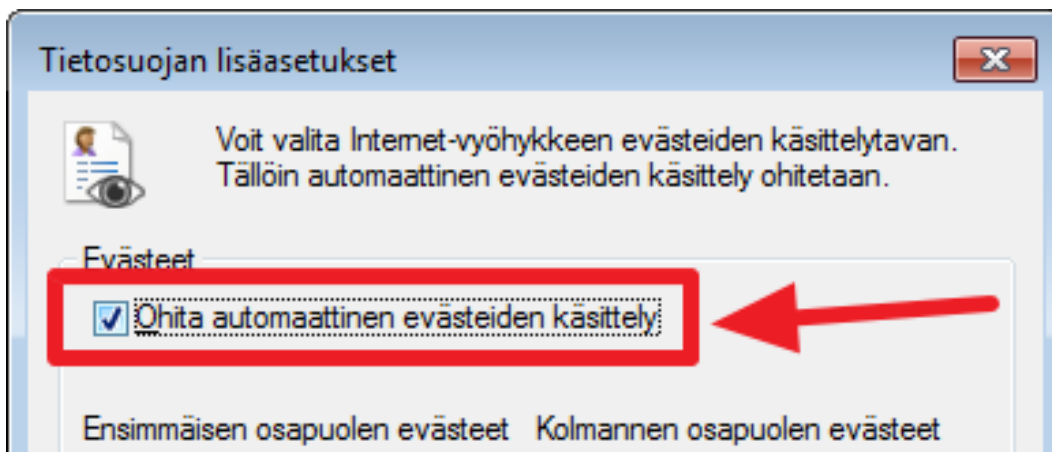 Tietosuojan lisäasetukset
Voit valita Internet-vyöhykkeen evästeiden käsittelytavan.
Tällöin automaattinen evästeiden käsittely ohitetaan.
Evästeet
Ohita automaattinen evästeiden käsittely
Ensimmäisen osapuolen evästeet Kolmannen osapuolen evästeet